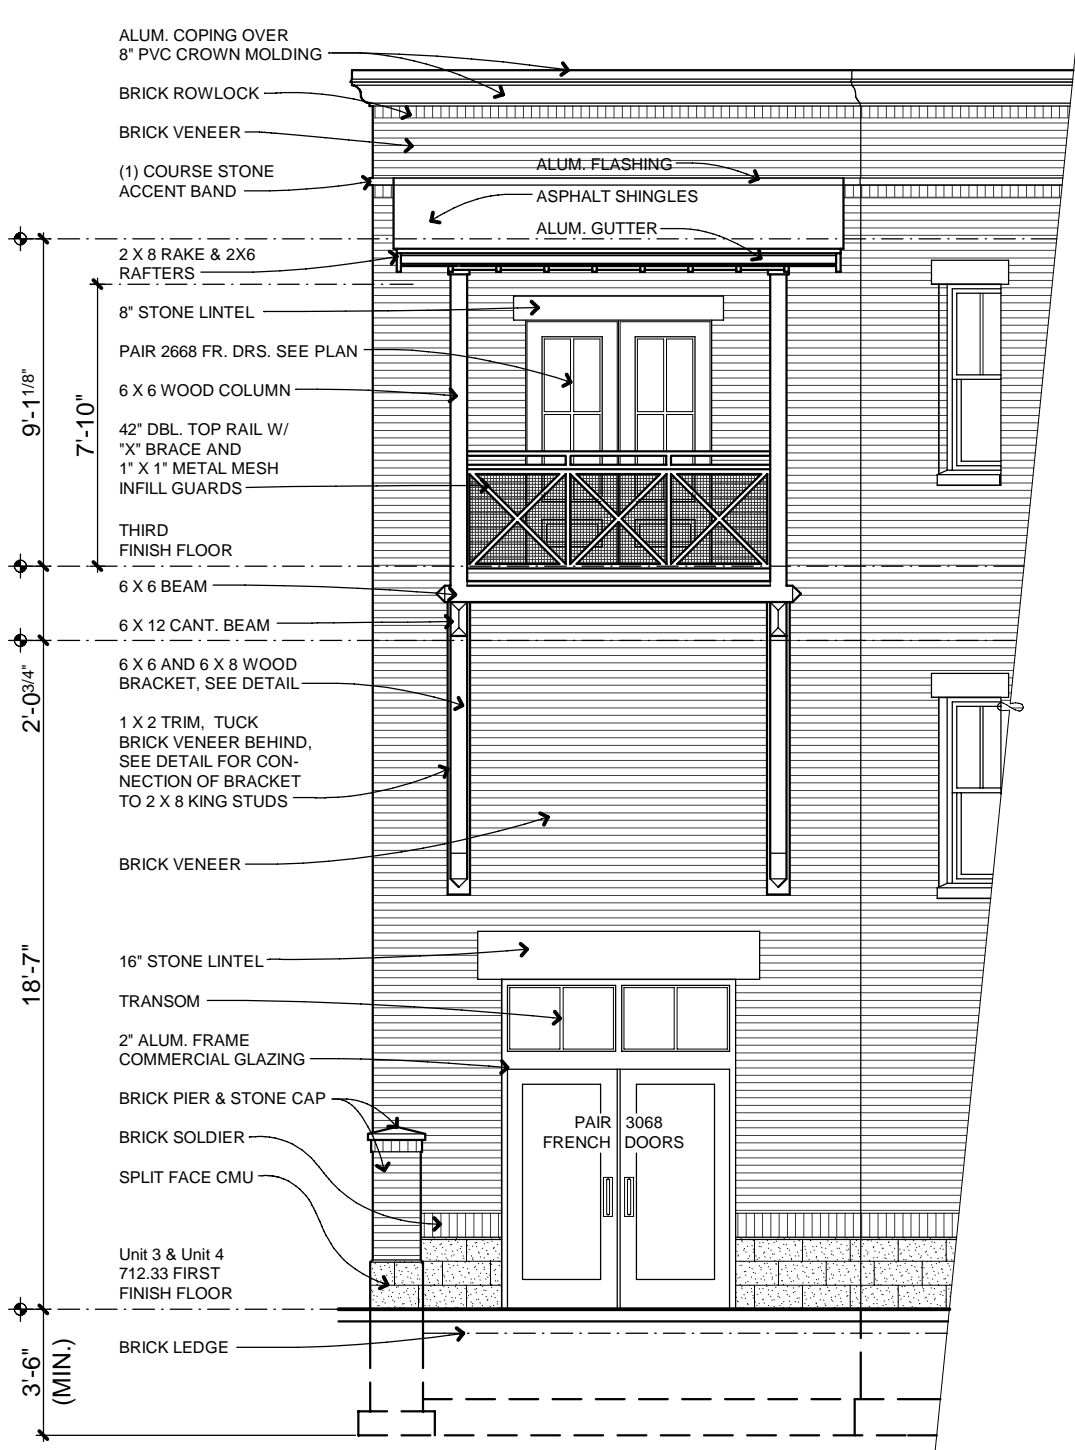 ALUM. COPING OVER
8" PVC CROWN MOLDING
BRICK ROWLOCK
BRICK VENEER
(1) COURSE STONE
ACCENT BAND
ALUM. FLASHING
ASPHALT SHINGLES
ALUM. GUTTER
2 X 8 RAKE & 2X6
RAFTERS
8" STONE LINTEL
PAIR 2668 FR. DRS. SEE PLAN
6 X 6 WOOD COLUMN
42" DBL. TOP RAIL W/
"X" BRACE AND
1" X 1" METAL MESH
INFILL GUARDS
THIRD
FINISH FLOOR
9'-1 1/8"
7'-10"
6 X 6 BEAM
6 X 12 CANT. BEAM
6 X 6 AND 6 X 8 WOOD
BRACKET, SEE DETAIL
2'-0 3/4"
1 X 2 TRIM, TUCK
BRICK VENEER BEHIND,
SEE DETAIL FOR CON-
NECTION OF BRACKET
TO 2 X 8 KING STUDS
BRICK VENEER
16" STONE LINTEL
18'-7"
TRANSOM
2" ALUM. FRAME
COMMERCIAL GLAZING
BRICK PIER & STONE CAP
PAIR 3068
FRENCH DOORS
BRICK SOLDIER
SPLIT FACE CMU
Unit 3 & Unit 4
712.33 FIRST
FINISH FLOOR
BRICK LEDGE
3'-6"
(MIN.)